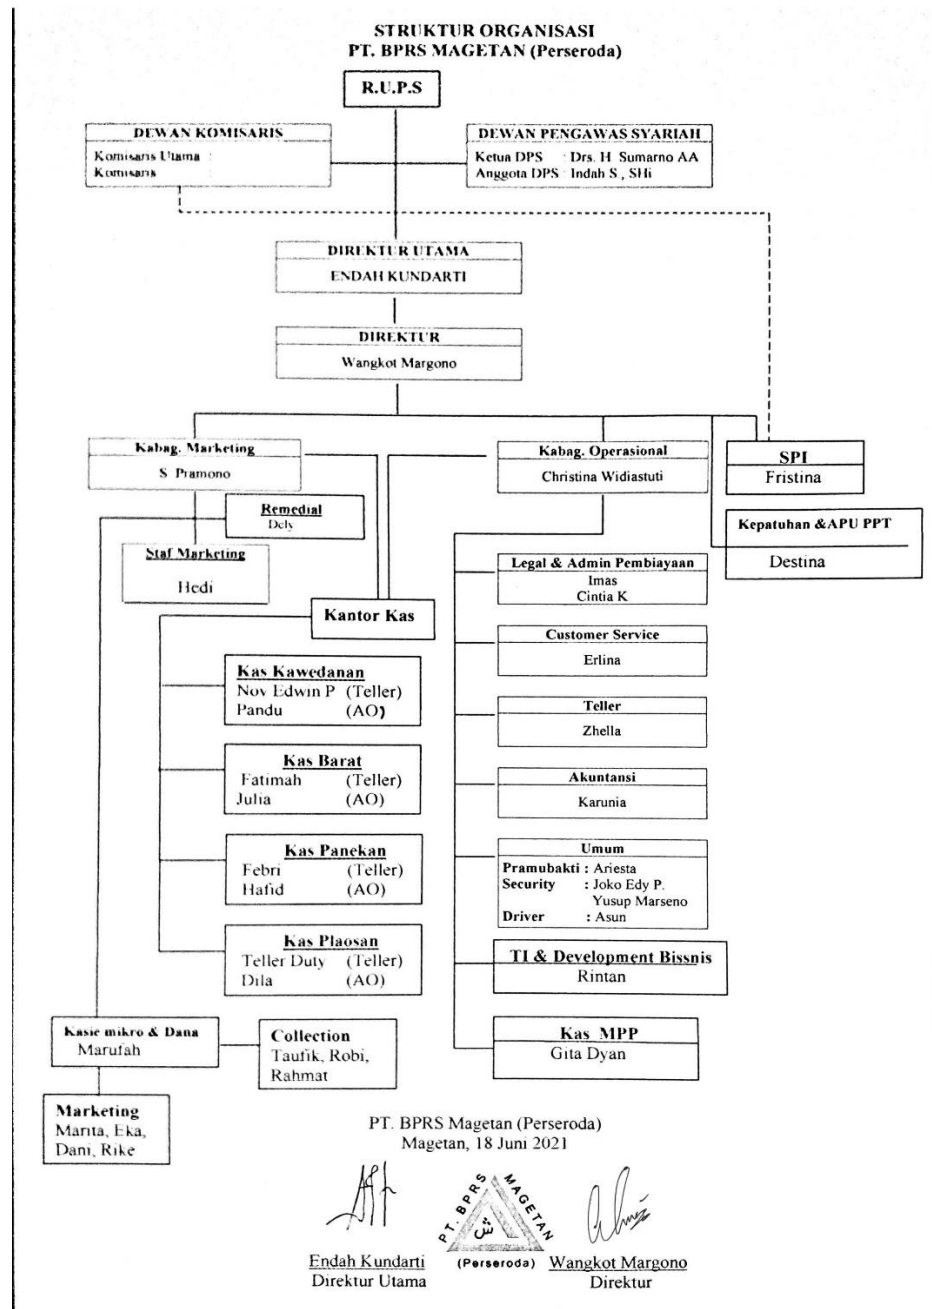 STRUKTUR ORGANISASI
PT. BPRS MAGETAN (Perseroda)
R.U.P.S
DEWAN KOMISARIS
Komisaris Utama :
Komisaris :
DEWAN PENGAWAS SYARIAH
Ketua DPS : Drs. H Sumarno AA
Anggota DPS : Indah S., SHi
DIREKTUR UTAMA
ENDAH KUNDARTI
DIREKTUR
Wangkot Margono
Kabag. Marketing
S Pramono
Kabag. Operasional
Christina Widiastuti
SPI
Fristina
Remedial
Dely
Kepatuhan &APU PPT
Destina
Staf Marketing
Hedi
Legal & Admin Pembiayaan
Imas
Cintia K
Kantor Kas
Customer Service
Erlina
Kas Kawedanan
Nov Edwin P (Teller)
Pandu (AO)
Teller
Zhella
Kas Barat
Fatimah (Teller)
Julia (AO)
Akuntansi
Karunia
Kas Panekan
Febri (Teller)
Hafid (AO)
Umum
Pramubakti : Ariesta
Security : Joko Edy P.
Yusup Marseno
Driver : Asun
Kas Plaosan
Teller Duty (Teller)
Dila (AO)
TI & Development Bissnis
Rintan
Kasie mikro & Dana
Marufah
Collection
Taufik, Robi,
Rahmat
Kas MPP
Gita Dyan
Marketing
Marita, Eka,
Dani, Rike
PT. BPRS Magetan (Perseroda)
Magetan, 18 Juni 2021
PT. BPRS MAGETAN
(Perseroda)
Endah Kundarti
Direktur Utama
Wangkot Margono
Direktur